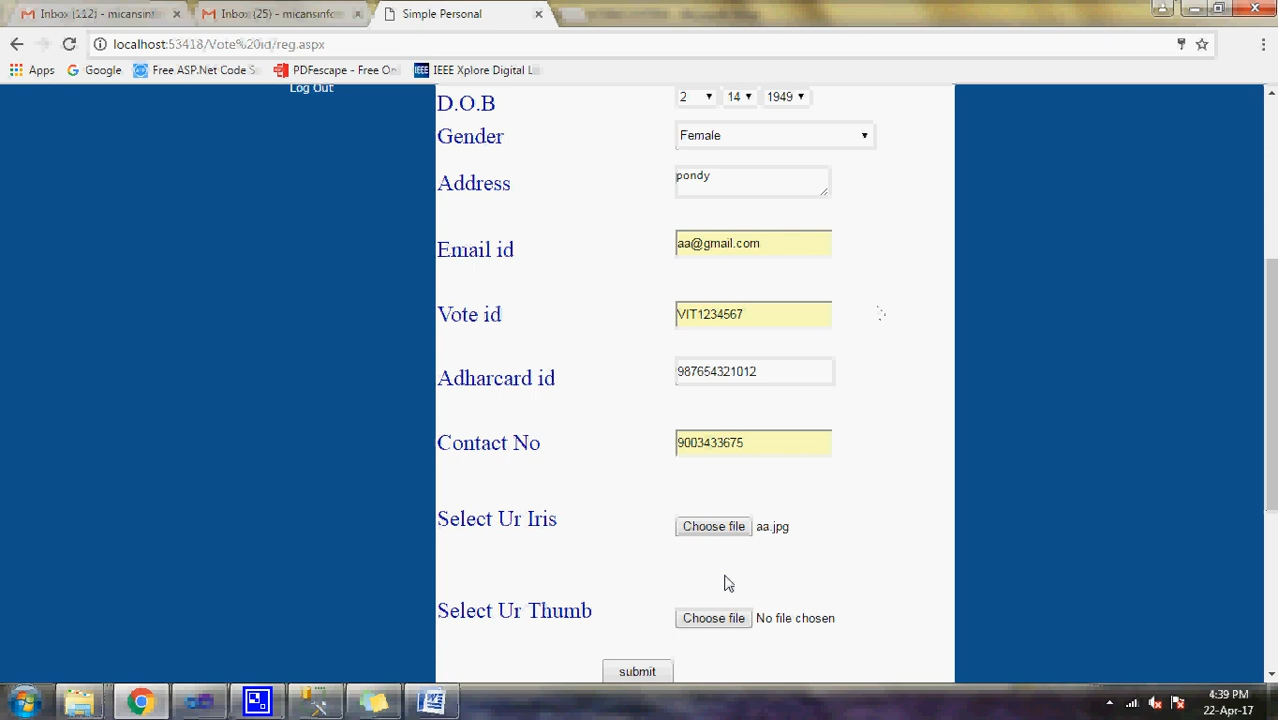 Inbox (112) - micansinf
Inbox (25) - micansinfo
Simple Personal
localhost:53418/Vote%20id/reg.aspx
Apps
Google
Free ASP.Net Code S
PDFescape - Free On
IEEE Xplore Digital L
Log Out
D.O.B
2
14
1949
Gender
Female
Address
pondy
Email id
aa@gmail.com
Vote id
VIT1234567
Adharcard id
987654321012
Contact No
9003433675
Select Ur Iris
Choose file
aa.jpg
Select Ur Thumb
Choose file
No file chosen
submit
4:39 PM
22-Apr-17